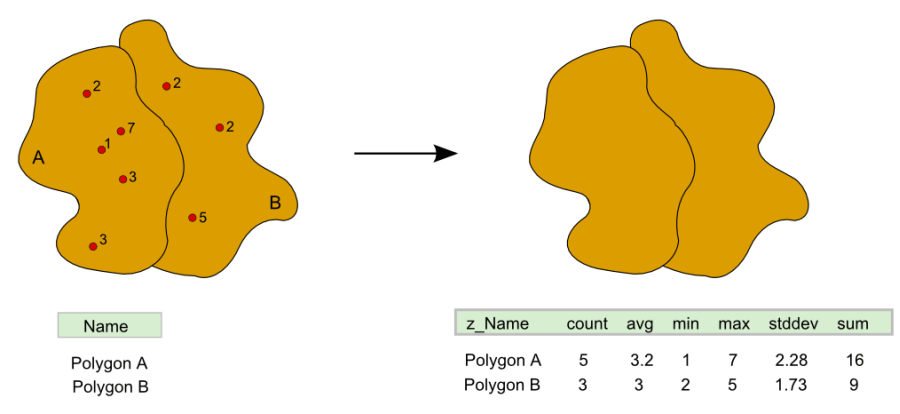 2
2
7
2
1
A
3
B
5
3
Name
Polygon A
Polygon B
z_Name count avg min max stddev sum
Polygon A 5 3.2 1 7 2.28 16
Polygon B 3 3 2 5 1.73 9